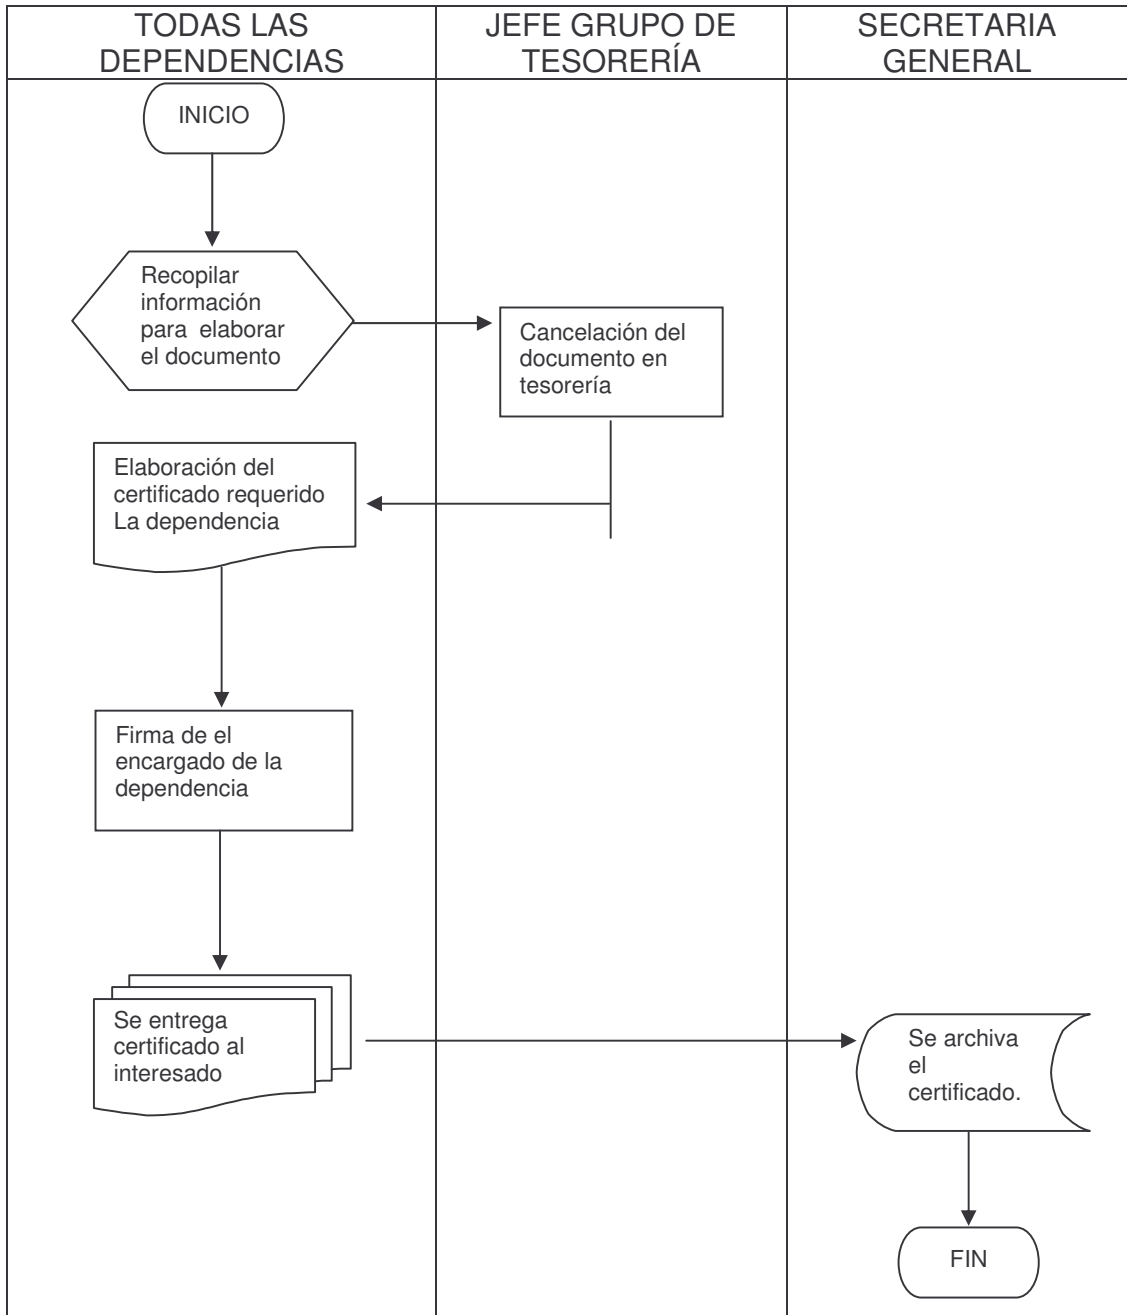 TODAS LAS
DEPENDENCIAS
JEFE GRUPO DE
TESORERÍA
SECRETARIA
GENERAL
INICIO
Recopilar
información
para elaborar
el documento
Cancelación del
documento en
tesorería
Elaboración del
certificado requerido
La dependencia
Firma de el
encargado de la
dependencia
Se entrega
certificado al
interesado
Se archiva
el
certificado.
FIN